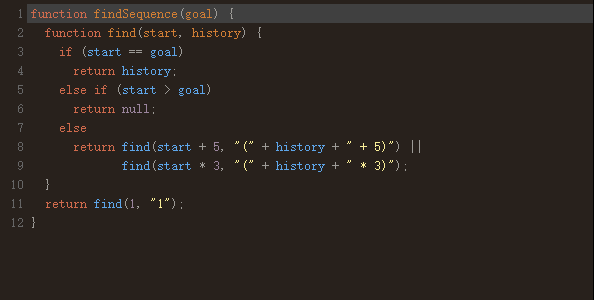 1 function findSequence(goal) {
2   function find(start, history) {
3     if (start == goal)
4       return history;
5     else if (start > goal)
6       return null;
7     else
8       return find(start + 5, "(" + history + " + 5)") ||
9              find(start * 3, "(" + history + " * 3)");
10   }
11   return find(1, "1");
12 }